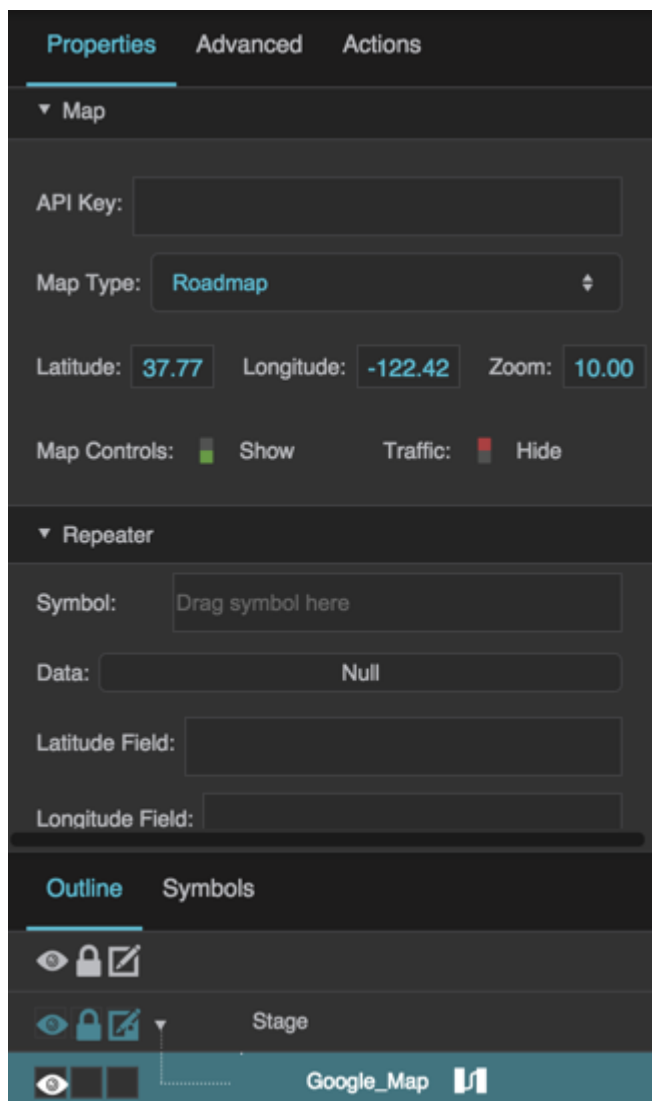 Properties Advanced Actions
Map
API Key:
Map Type: Roadmap
Latitude: 37.77 Longitude: -122.42 Zoom: 10.00
Map Controls: Show Traffic: Hide
Repeater
Symbol: Drag symbol here
Data: Null
Latitude Field:
Longitude Field:
Outline Symbols
Stage
Google_Map